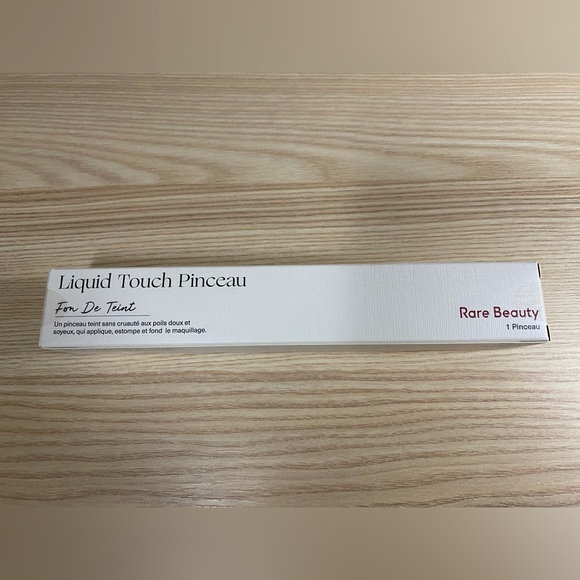 Liquid Touch Pinceau
Fon De Teint
Un pinceau teint sans cruauté aux poils doux et
soyeux, qui applique, estompe et fond le maquillage.
Rare Beauty
1 Pinceau